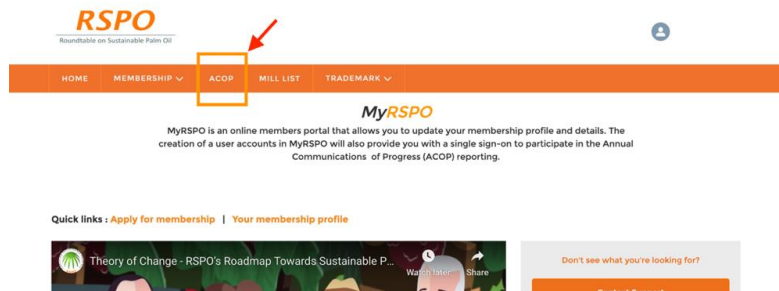 RSPO
Roundtable on Sustainable Palm Oil
HOME MEMBERSHIP ACOP MILL LIST TRADEMARK
MyRSPO
MyRSPO is an online members portal that allows you to update your membership profile and details. The
creation of a user accounts in MyRSPO will also provide you with a single sign-on to participate in the Annual
Communications of Progress (ACOP) reporting.
Quick links : Apply for membership | Your membership profile
Theory of Change - RSPO's Roadmap Towards Sustainable P...
Watch later Share
Don't see what you're looking for?